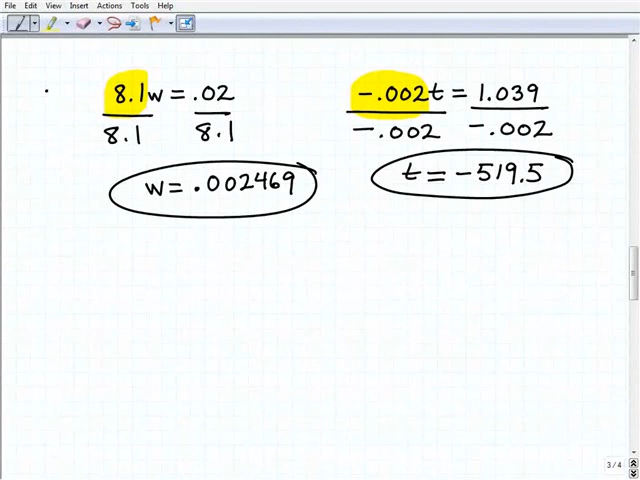 File Edit View Insert Actions Tools Help
8.1w = .02
8.1 8.1
w = .002469
-.002t = 1.039
-.002 -.002
t = -519.5
3/4